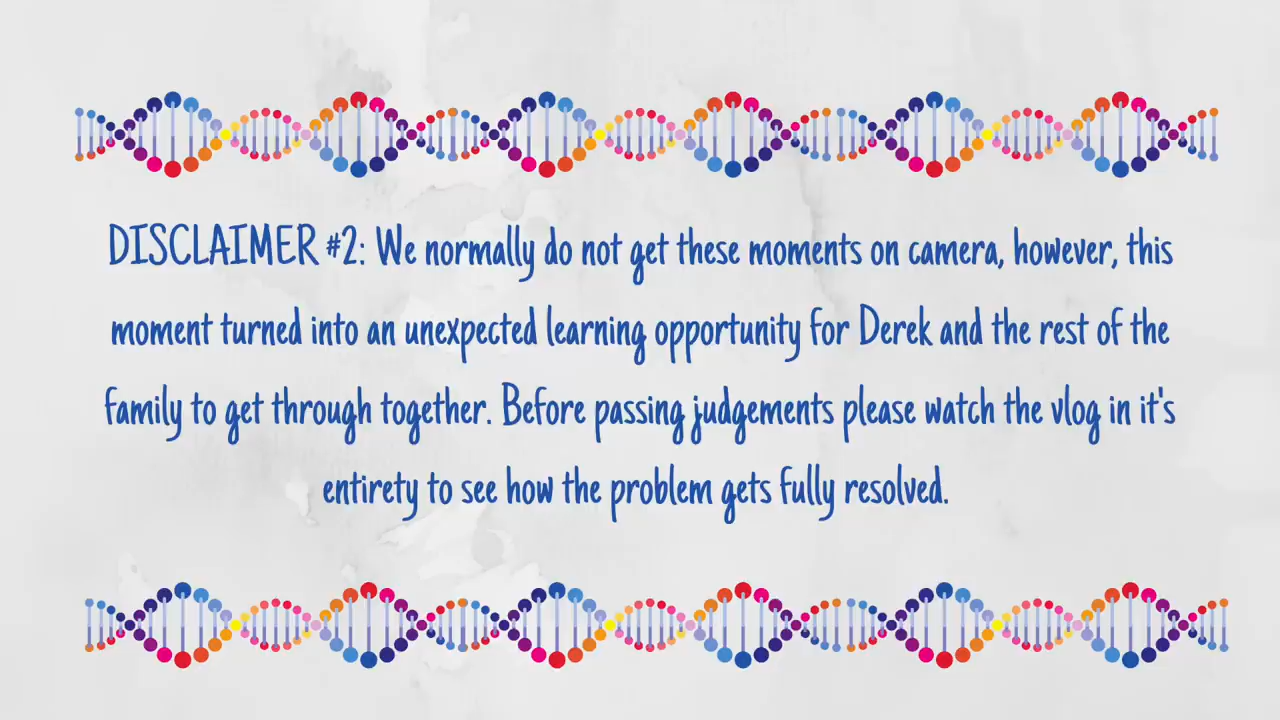 DISCLAIMER #2: We normally do not get these moments on camera, however, this
moment turned into an unexpected learning opportunity for Derek and the rest of the
family to get through together. Before passing judgements please watch the vlog in it's
entirety to see how the problem gets fully resolved.